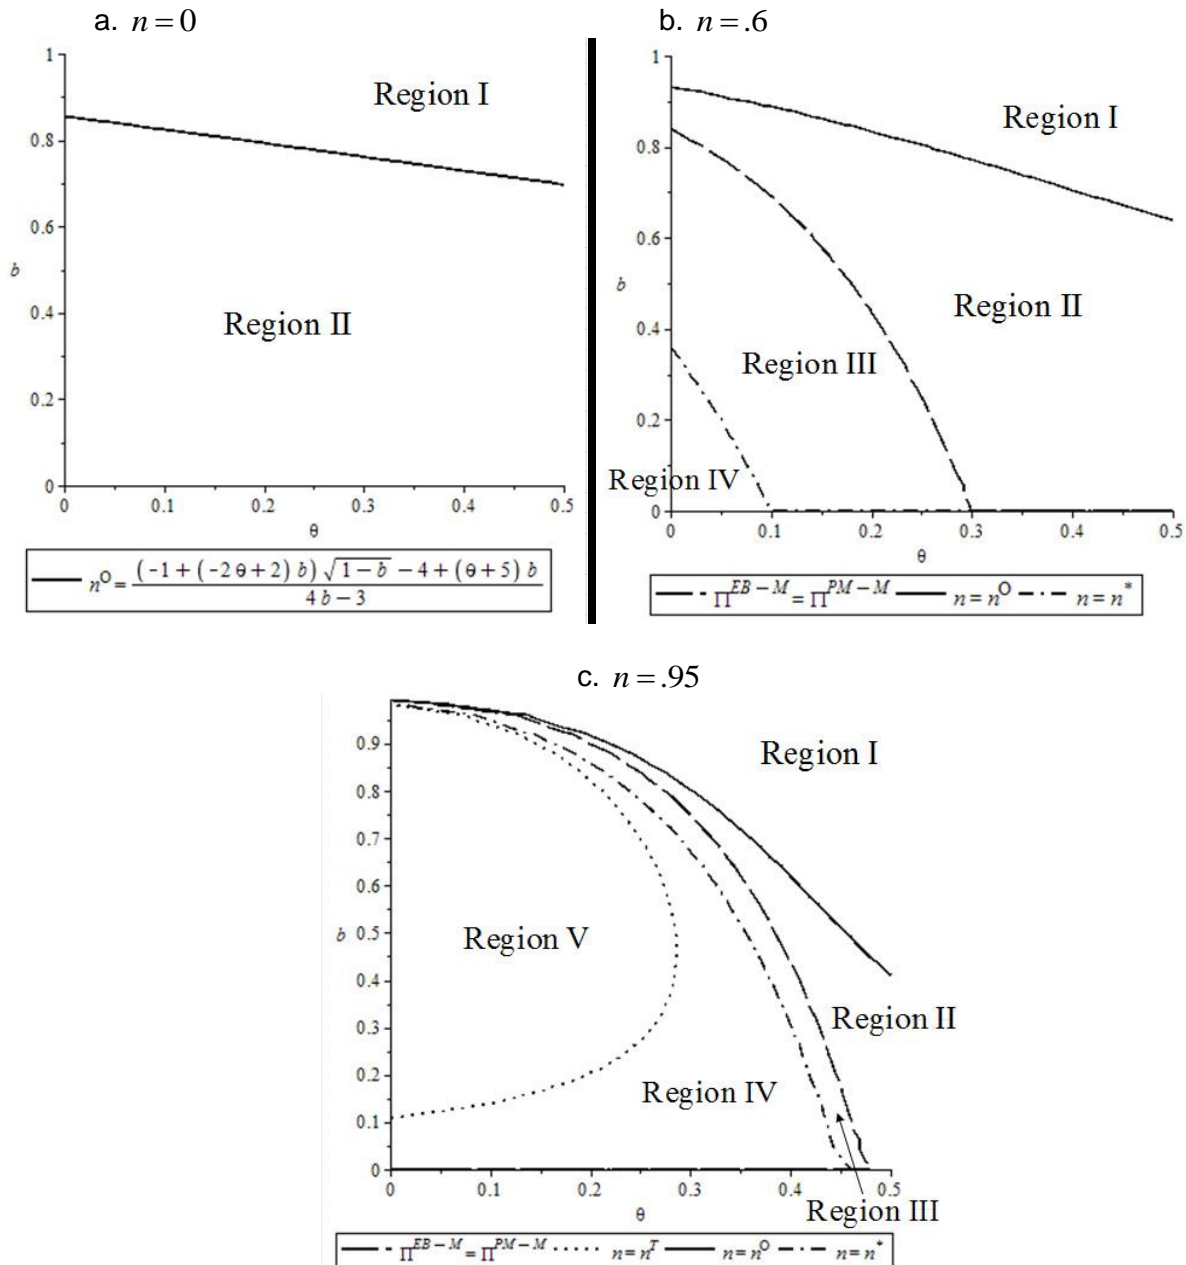 a. n = 0
1
Region I
0.8
0.6
b
0.4
Region II
0.2
0
0 0.1 0.2 0.3 0.4 0.5
θ
n^O = ((-1 + (-2 θ + 2) b) √(1 - b) - 4 + (θ + 5) b) / (4 b - 3)
b. n = .6
1
Region I
0.8
0.6
b
Region II
0.4
Region III
0.2
Region IV
0
0 0.1 0.2 0.3 0.4 0.5
θ
Π^EB-M = Π^PM-M n = n^O n = n^*
c. n = .95
0.9
Region I
0.8
0.7
0.6
b 0.5
Region V
0.4
Region II
0.3
0.2
Region IV
0.1
0
0 0.1 0.2 0.3 0.4 0.5
Region III
θ
Π^EB-M = Π^PM-M n = n^T n = n^O n = n^*